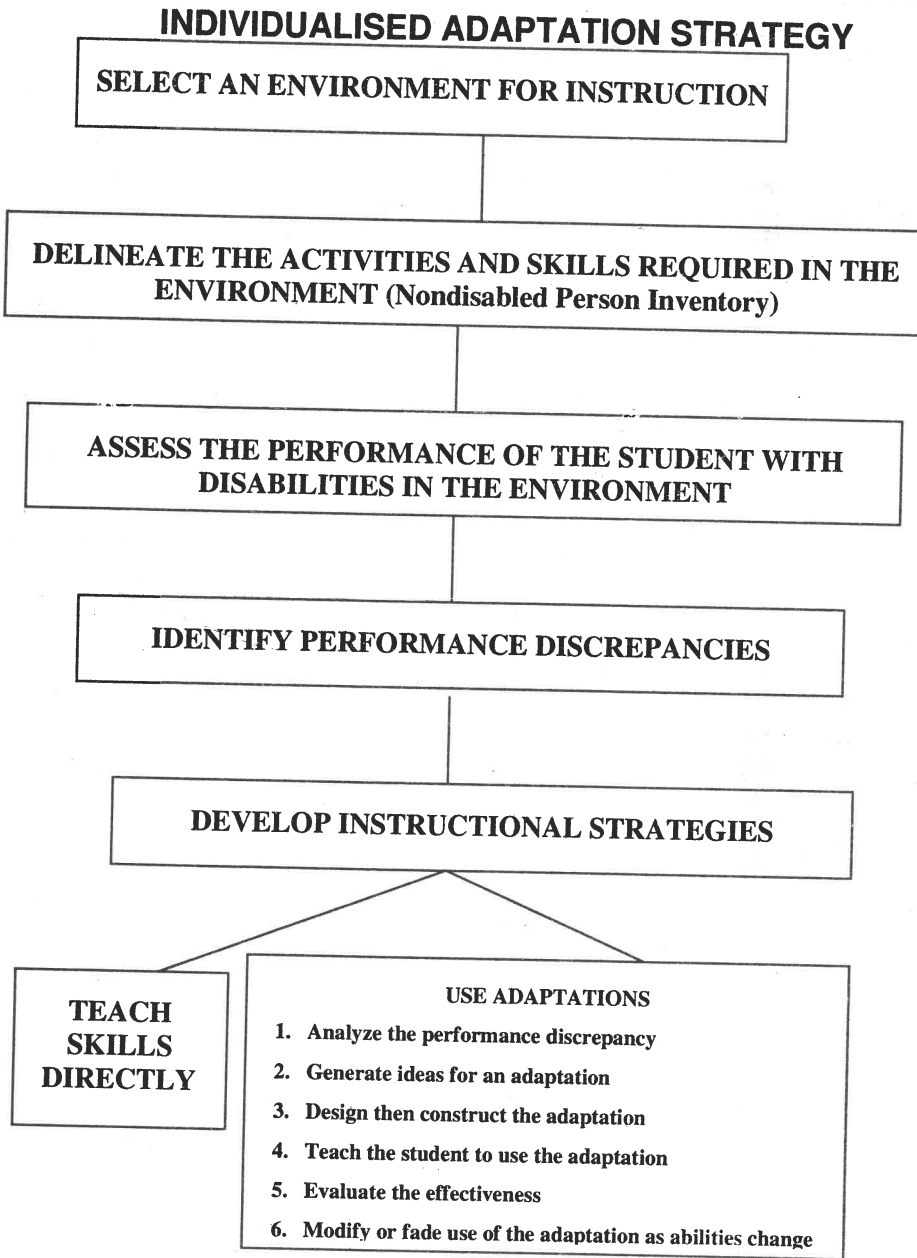 INDIVIDUALISED ADAPTATION STRATEGY
SELECT AN ENVIRONMENT FOR INSTRUCTION
DELINEATE THE ACTIVITIES AND SKILLS REQUIRED IN THE
ENVIRONMENT (Nondisabled Person Inventory)
ASSESS THE PERFORMANCE OF THE STUDENT WITH
DISABILITIES IN THE ENVIRONMENT
IDENTIFY PERFORMANCE DISCREPANCIES
DEVELOP INSTRUCTIONAL STRATEGIES
TEACH
SKILLS
DIRECTLY
USE ADAPTATIONS
1. Analyze the performance discrepancy
2. Generate ideas for an adaptation
3. Design then construct the adaptation
4. Teach the student to use the adaptation
5. Evaluate the effectiveness
6. Modify or fade use of the adaptation as abilities change